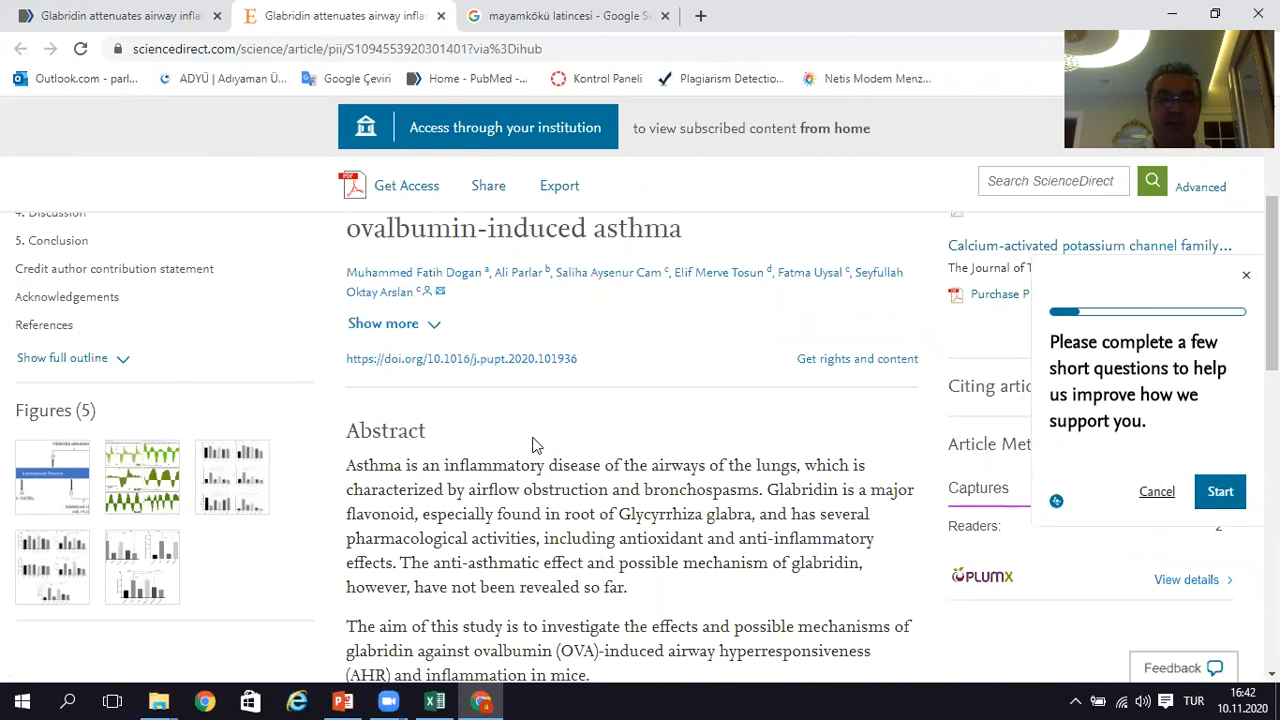 Glabridin attenuates airway inflam
Glabridin attenuates airway inflam
mayamkökü latincesi - Google Se
sciencedirect.com/science/article/pii/S1094553920301401?via%3Dihub
Outlook.com - parl...
ADYÜ | Adıyaman Ü...
Google Çeviri
Home - PubMed -...
Kontrol Paneli
Plagiarism Detectio...
Netis Modem Menz...
Access through your institution
to view subscribed content from home
Get Access
Share
Export
Search ScienceDirect
Advanced
4. Discussion
5. Conclusion
Credit author contribution statement
Acknowledgements
References
Show full outline
Figures (5)
ovalbumin-induced asthma
Muhammed Fatih Dogan a, Ali Parlar b, Saliha Aysenur Cam c, Elif Merve Tosun d, Fatma Uysal c, Seyfullah
Oktay Arslan c
Show more
https://doi.org/10.1016/j.pupt.2020.101936
Get rights and content
Abstract
Asthma is an inflammatory disease of the airways of the lungs, which is
characterized by airflow obstruction and bronchospasms. Glabridin is a major
flavonoid, especially found in root of Glycyrrhiza glabra, and has several
pharmacological activities, including antioxidant and anti-inflammatory
effects. The anti-asthmatic effect and possible mechanism of glabridin,
however, have not been revealed so far.
The aim of this study is to investigate the effects and possible mechanisms of
glabridin against ovalbumin (OVA)-induced airway hyperresponsiveness
(AHR) and inflammation in mice.
Calcium-activated potassium channel family...
The Journal of T
Purchase P
Citing artic
Article Met
Captures
Readers:
2
PLUMX
View details
Please complete a few
short questions to help
us improve how we
support you.
Cancel
Start
Feedback
TUR
16:42
10.11.2020